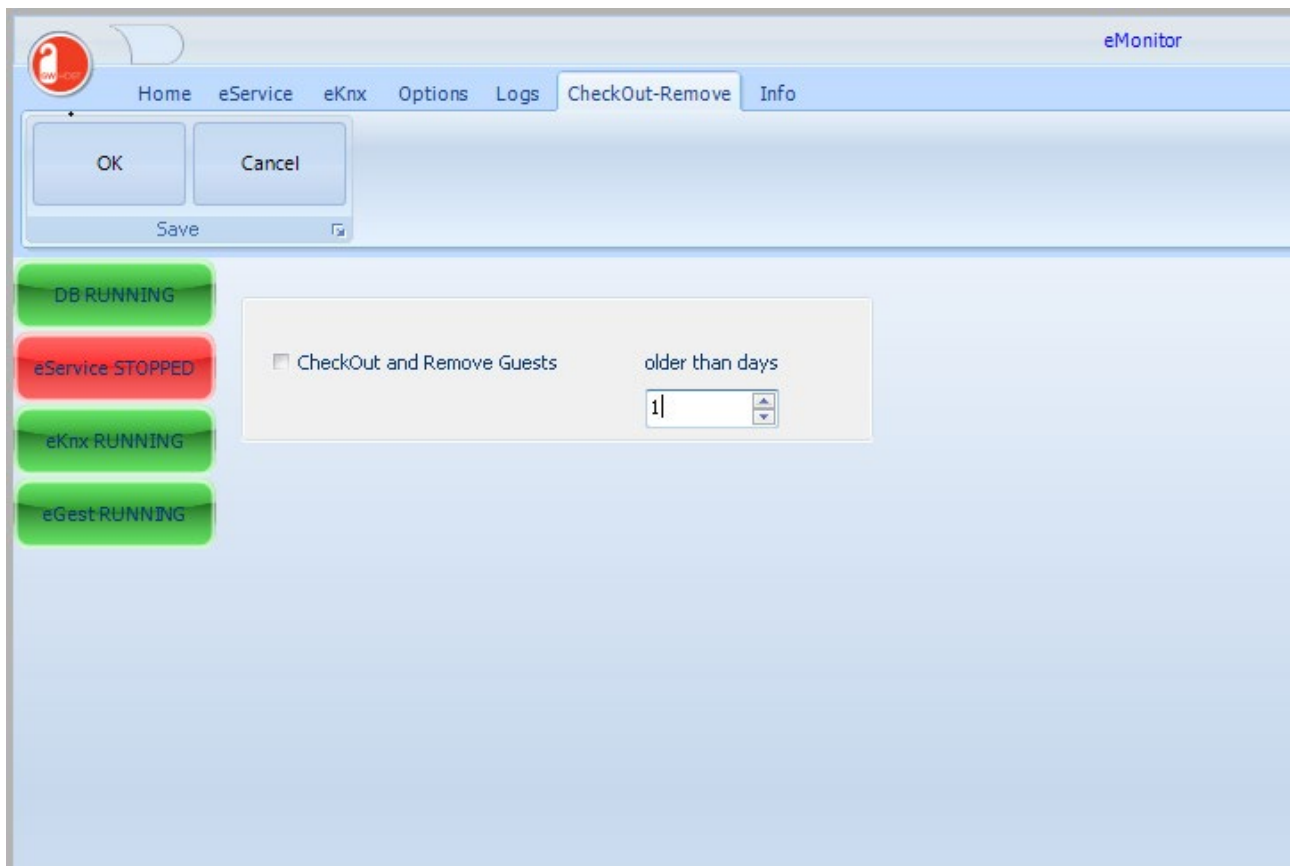 eMonitor
Home eService eKnx Options Logs CheckOut-Remove Info
OK Cancel
Save
DB RUNNING
eService STOPPED
eKnx RUNNING
eGest RUNNING
CheckOut and Remove Guests older than days
1